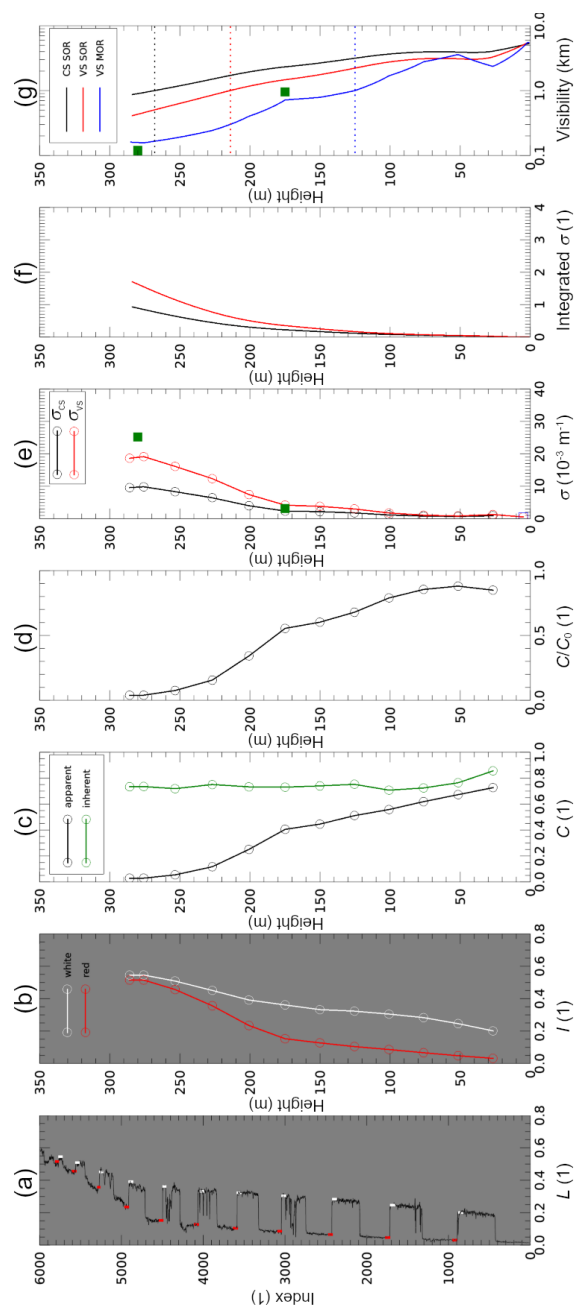 (a)
Index (1)
6000
5000
4000
3000
2000
1000
0
0.0 0.2 0.4 0.6 0.8
L (1)
(b)
white
red
Height (m)
350
300
250
200
150
100
50
0.0 0.2 0.4 0.6 0.8
I (1)
(c)
apparent
inherent
Height (m)
350
300
250
200
150
100
50
0.0 0.2 0.4 0.6 0.8 1.0
C (1)
(d)
Height (m)
350
300
250
200
150
100
50
0.0 0.5 1.0
C/C₀ (1)
(e)
σCS
σVS
Height (m)
350
300
250
200
150
100
50
0 10 20 30 40
σ (10⁻³ m⁻¹)
(f)
Height (m)
350
300
250
200
150
100
50
0 1 2 3 4
Integrated σ (1)
(g)
CS SOR
VS SOR
VS MOR
Height (m)
350
300
250
200
150
100
50
0.1 1.0 10.0
Visibility (km)